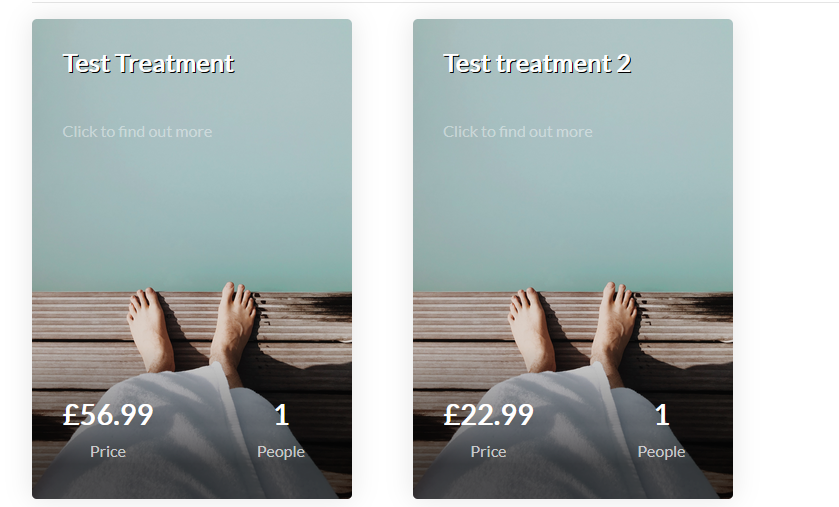 Test Treatment
Click to find out more
£56.99
1
Price
People
Test treatment 2
Click to find out more
£22.99
1
Price
People